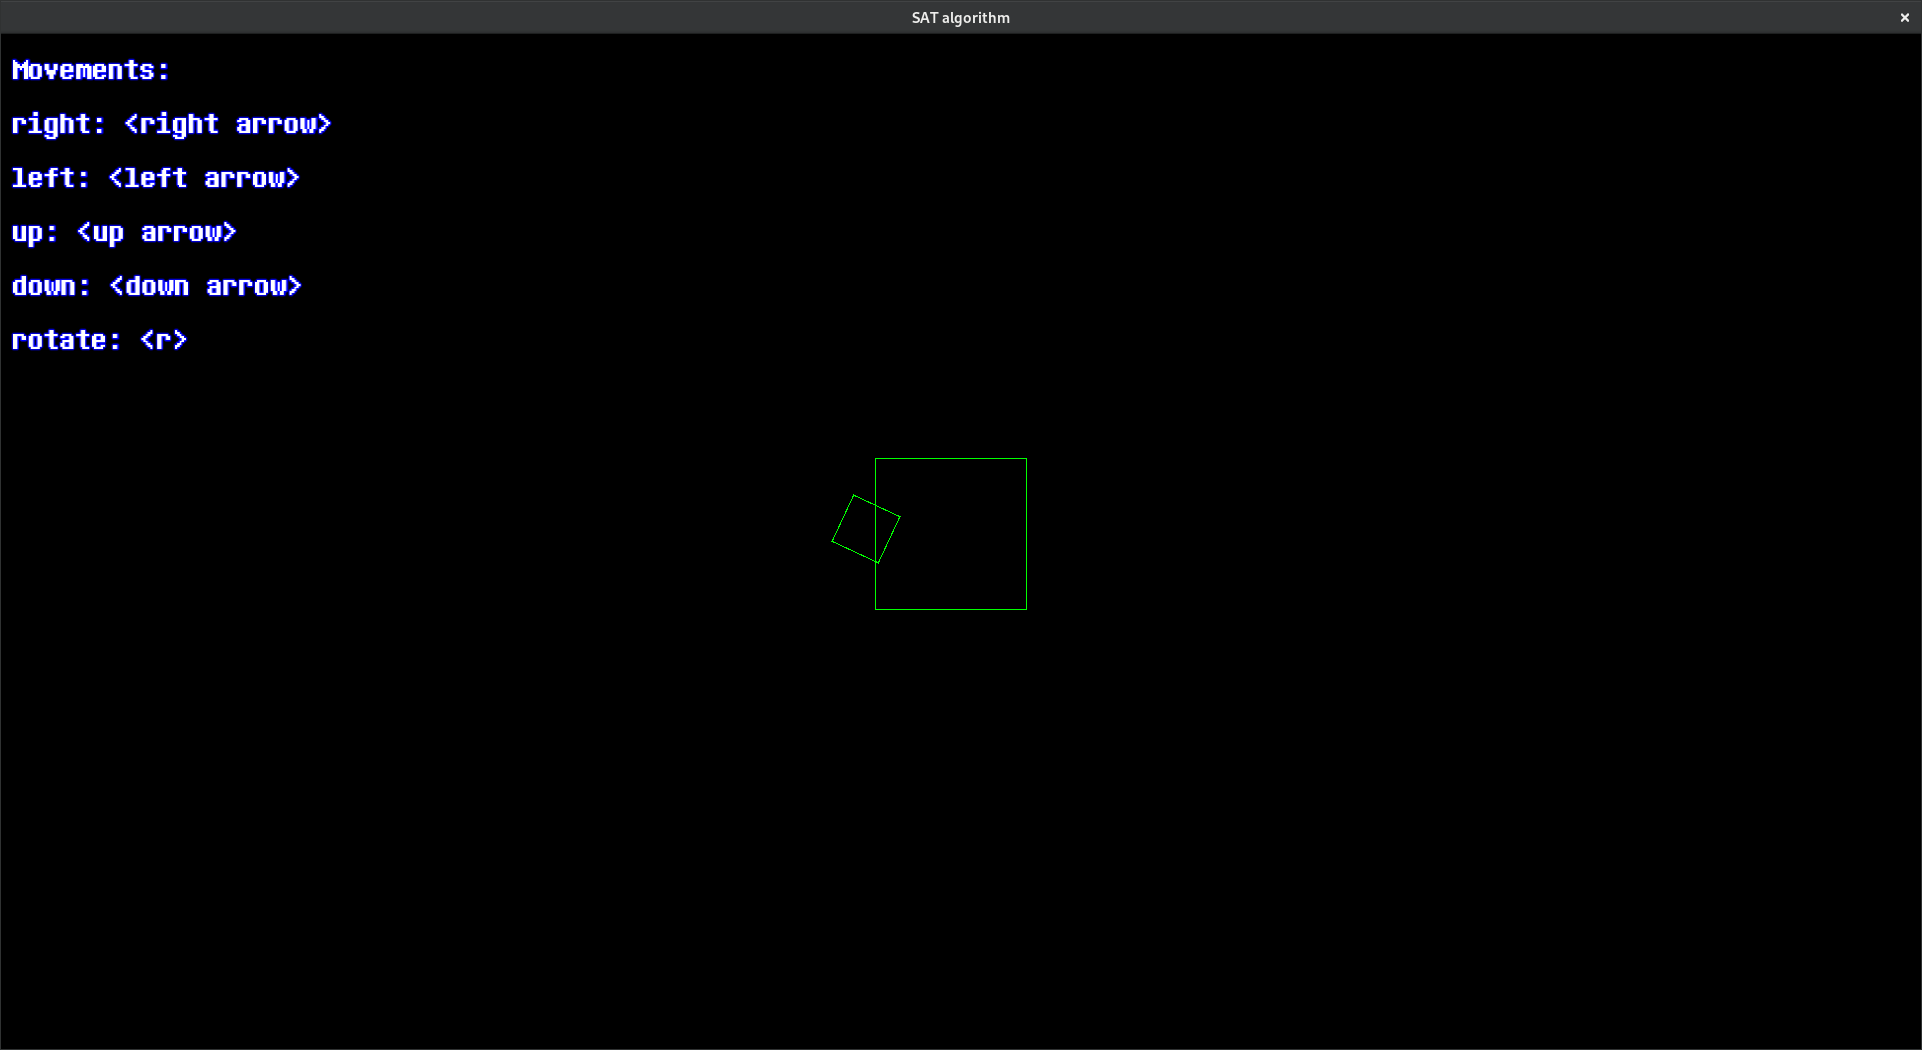 SAT algorithm
Movements:
right: <right arrow>
left: <left arrow>
up: <up arrow>
down: <down arrow>
rotate: <r>